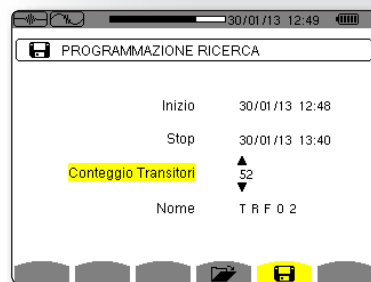 30/01/13 12:49
PROGRAMMAZIONE RICERCA
Inizio 30/01/13 12:48
Stop 30/01/13 13:40
Conteggio Transitori 52
Nome T R F 0 2